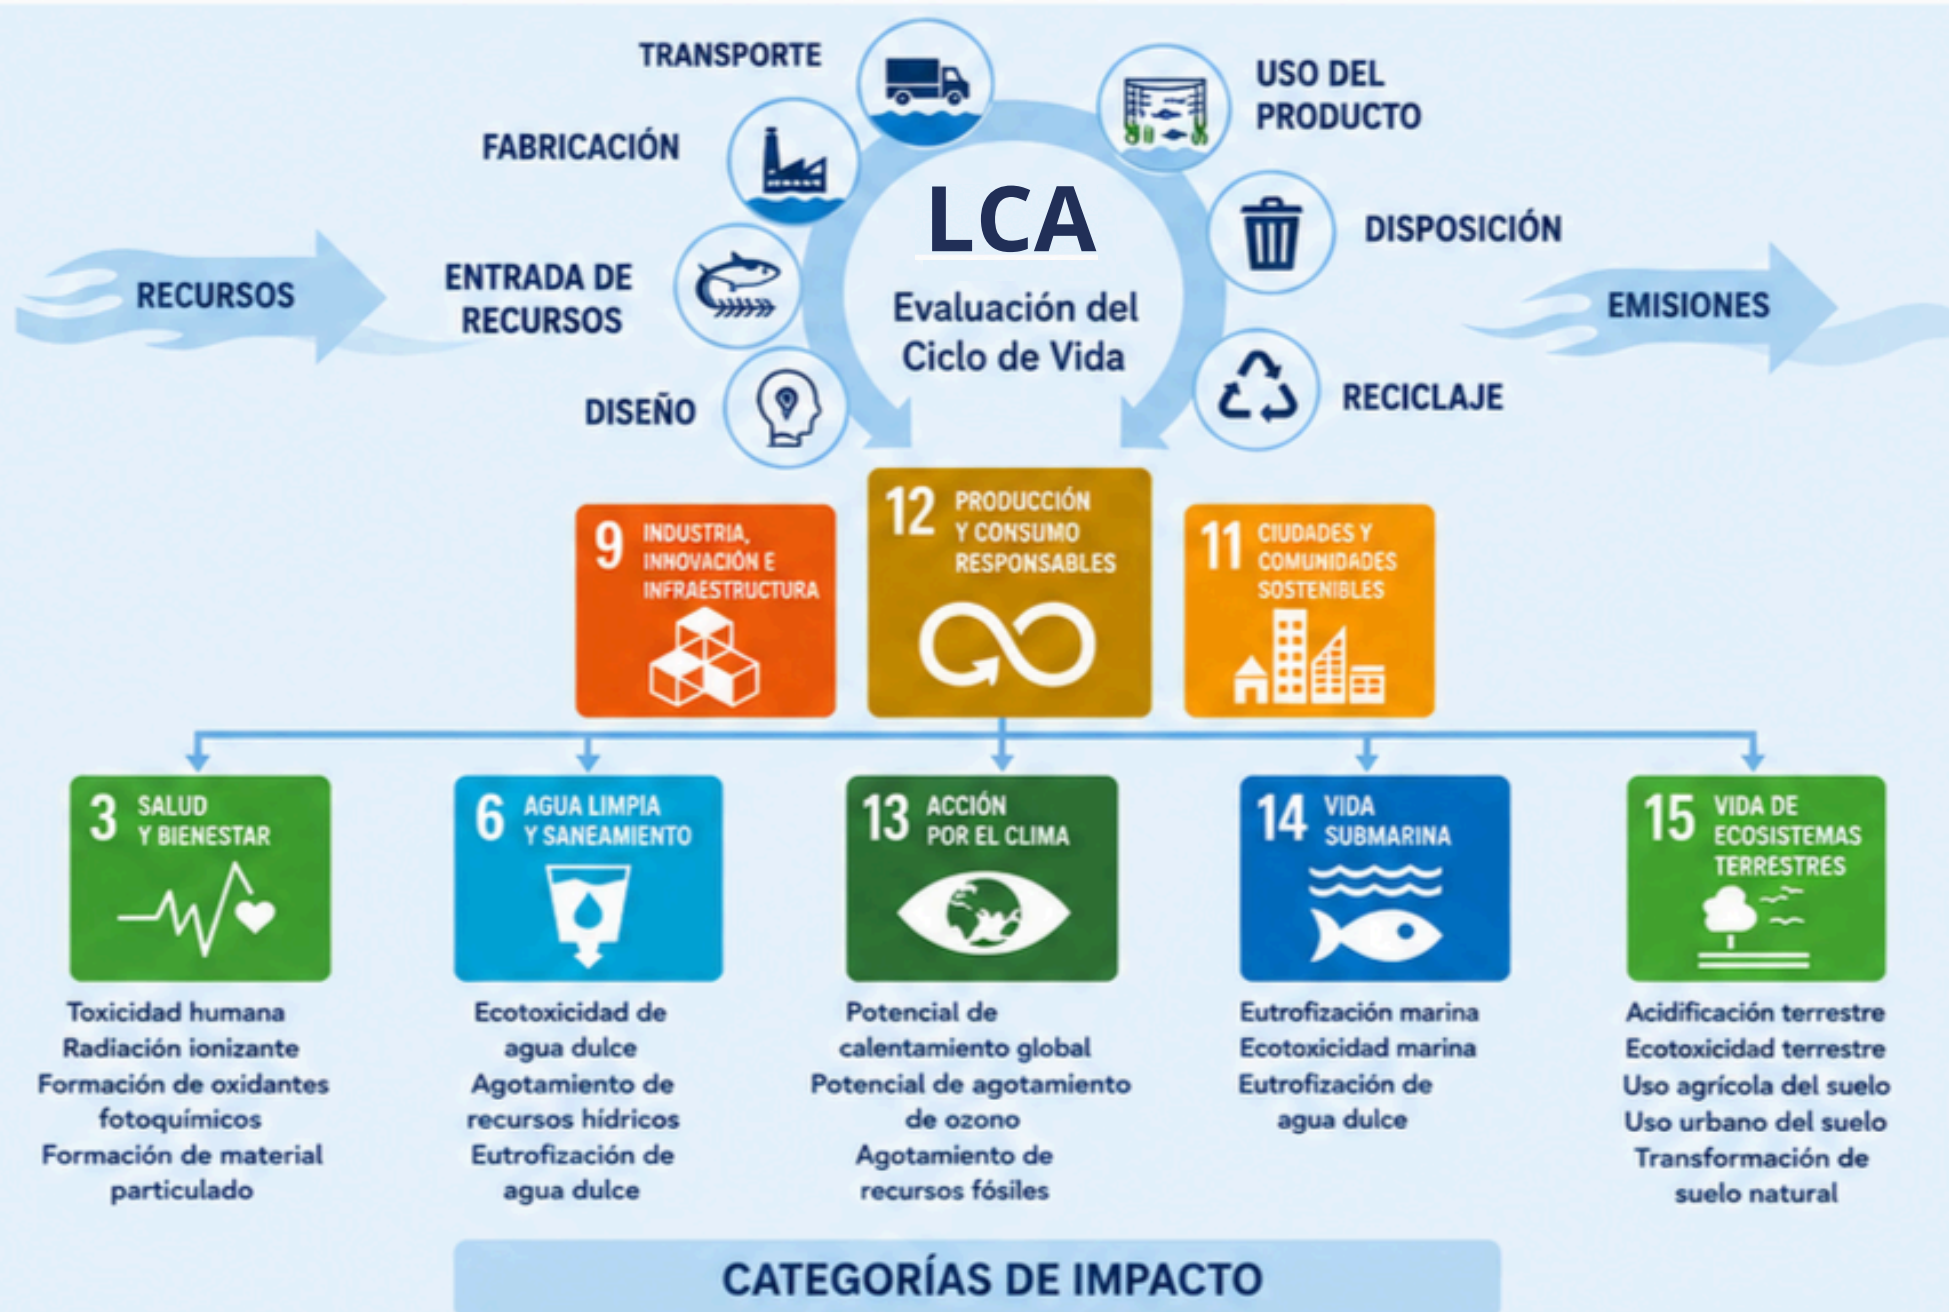 TRANSPORTE
USO DEL
PRODUCTO
FABRICACIÓN
LCA
Evaluación del
Ciclo de Vida
DISPOSICIÓN
RECURSOS
ENTRADA DE
RECURSOS
EMISIONES
DISEÑO
RECICLAJE
9 INDUSTRIA,
INNOVACIÓN E
INFRAESTRUCTURA
12 PRODUCCIÓN
Y CONSUMO
RESPONSABLES
11 CIUDADES Y
COMUNIDADES
SOSTENIBLES
3 SALUD
Y BIENESTAR
6 AGUA LIMPIA
Y SANEAMIENTO
13 ACCIÓN
POR EL CLIMA
14 VIDA
SUBMARINA
15 VIDA DE
ECOSISTEMAS
TERRESTRES
Toxicidad humana
Radiación ionizante
Formación de oxidantes
fotoquímicos
Formación de material
particulado
Ecotoxicidad de
agua dulce
Agotamiento de
recursos hídricos
Eutrofización de
agua dulce
Potencial de
calentamiento global
Potencial de agotamiento
de ozono
Agotamiento de
recursos fósiles
Eutrofización marina
Ecotoxicidad marina
Eutrofización de
agua dulce
Acidificación terrestre
Ecotoxicidad terrestre
Uso agrícola del suelo
Uso urbano del suelo
Transformación de
suelo natural
CATEGORÍAS DE IMPACTO